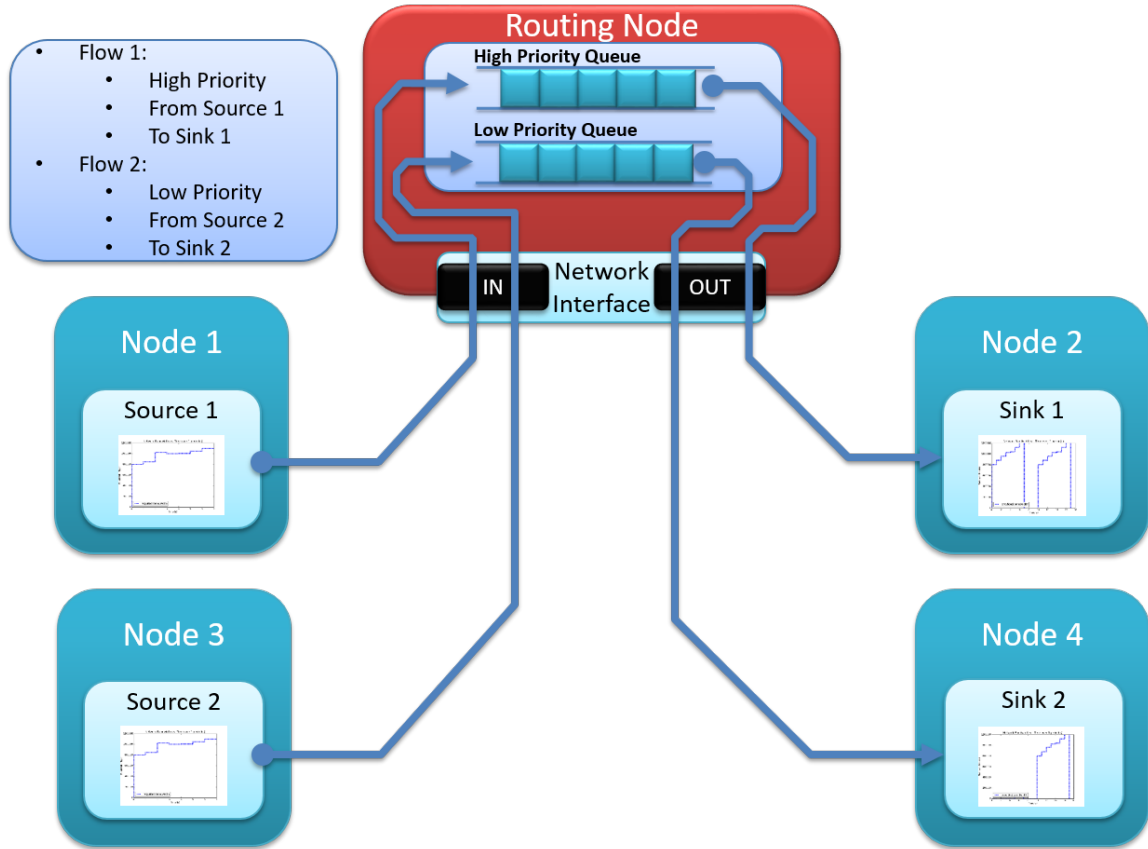 Routing Node
High Priority Queue
Low Priority Queue
• Flow 1:
• High Priority
• From Source 1
• To Sink 1
• Flow 2:
• Low Priority
• From Source 2
• To Sink 2
IN
Network
Interface
OUT
Node 1
Source 1
Node 2
Sink 1
Node 3
Source 2
Node 4
Sink 2